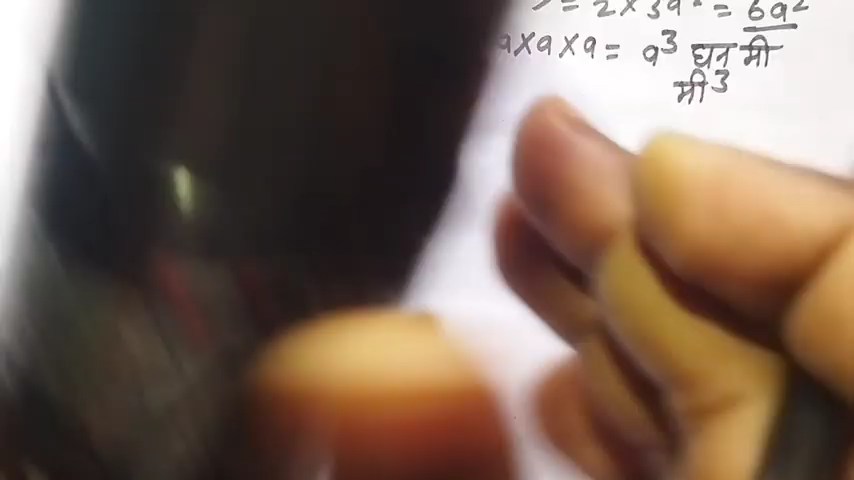 = 2×3a² = 6a²
a×a×a = a³ घन मी
मी³